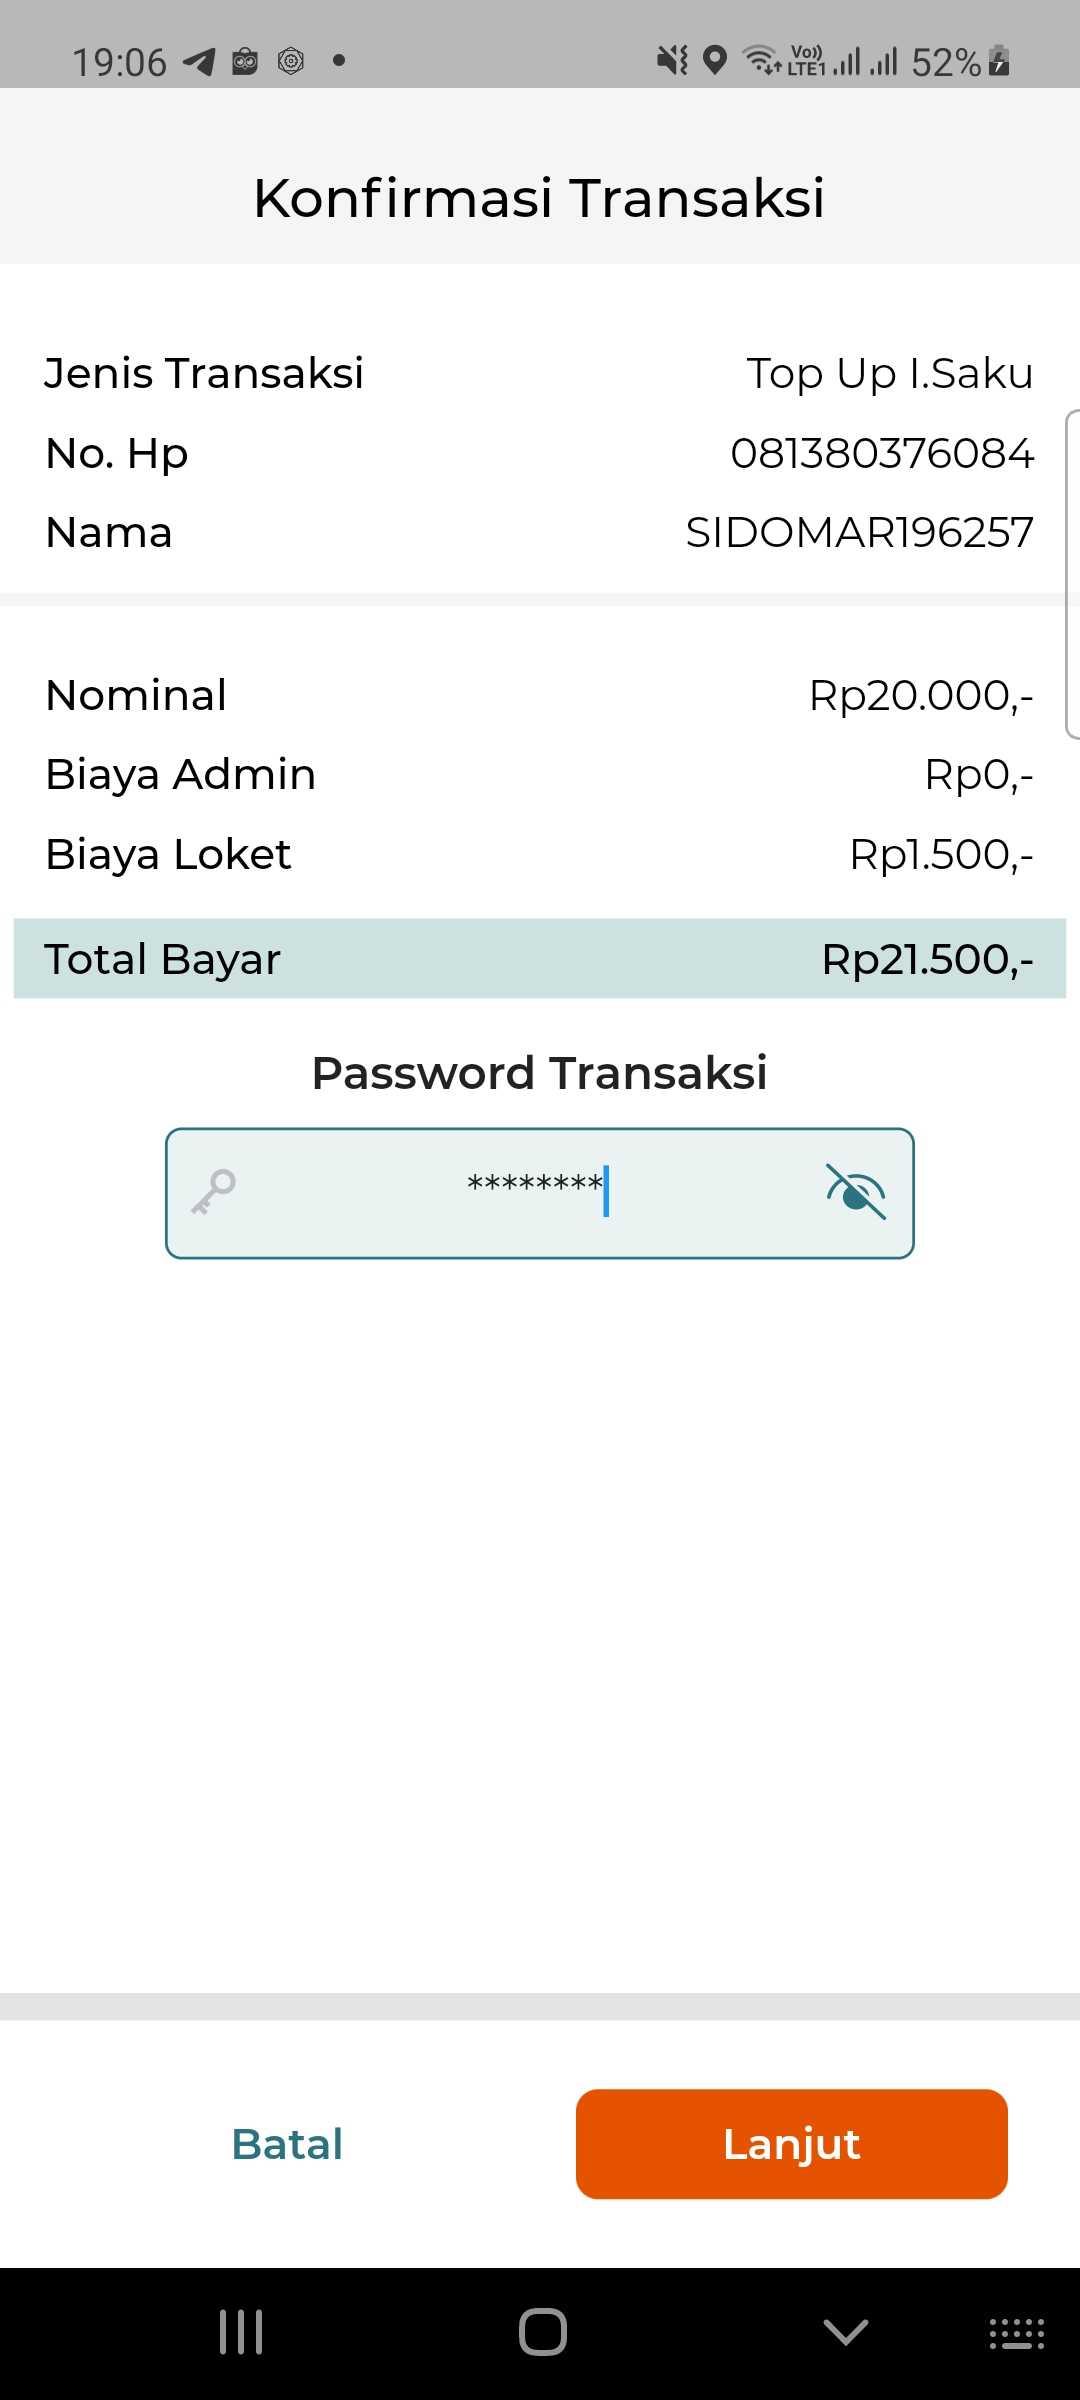 19:06 Vo)) LTE1 52%
Konfirmasi Transaksi
Jenis Transaksi Top Up I.Saku
No. Hp 081380376084
Nama SIDOMAR196257
Nominal Rp20.000,-
Biaya Admin Rp0,-
Biaya Loket Rp1.500,-
Total Bayar Rp21.500,-
Password Transaksi
********
Batal Lanjut